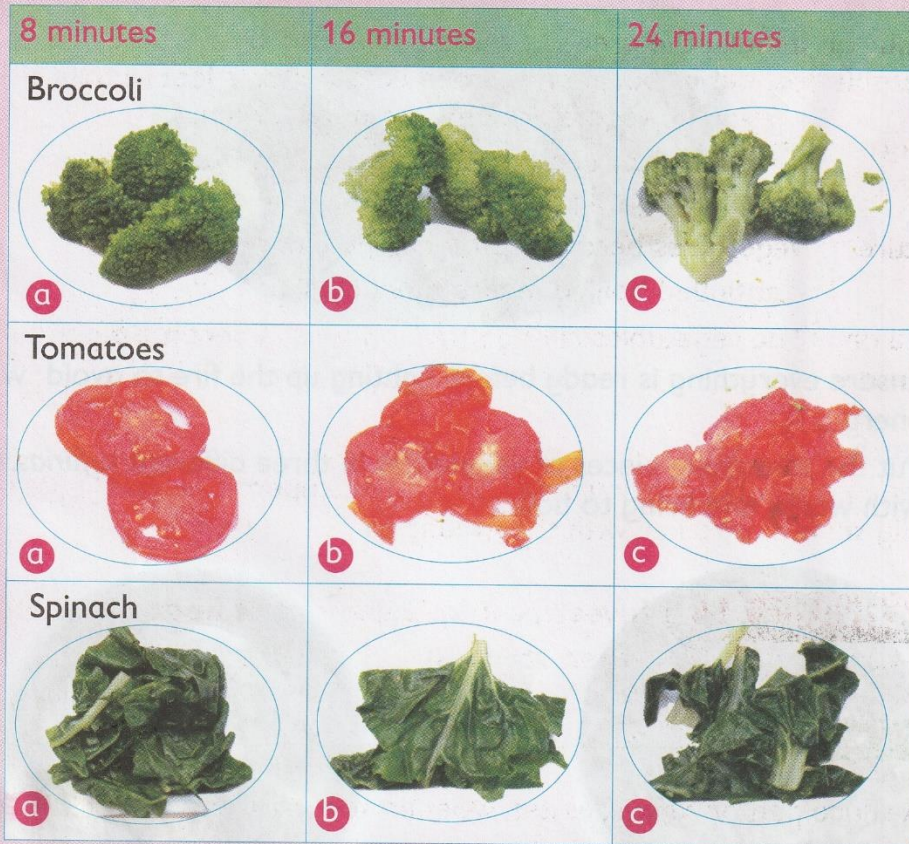 8 minutes 16 minutes 24 minutes
Broccoli
a b c
Tomatoes
a b c
Spinach
a b c